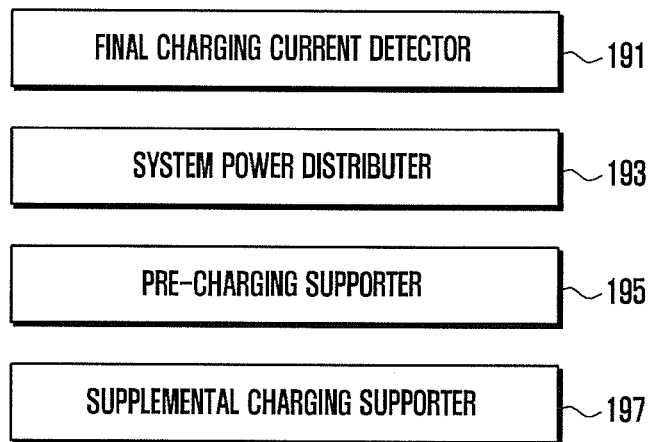 FINAL CHARGING CURRENT DETECTOR 191
SYSTEM POWER DISTRIBUTER 193
PRE-CHARGING SUPPORTER 195
SUPPLEMENTAL CHARGING SUPPORTER 197